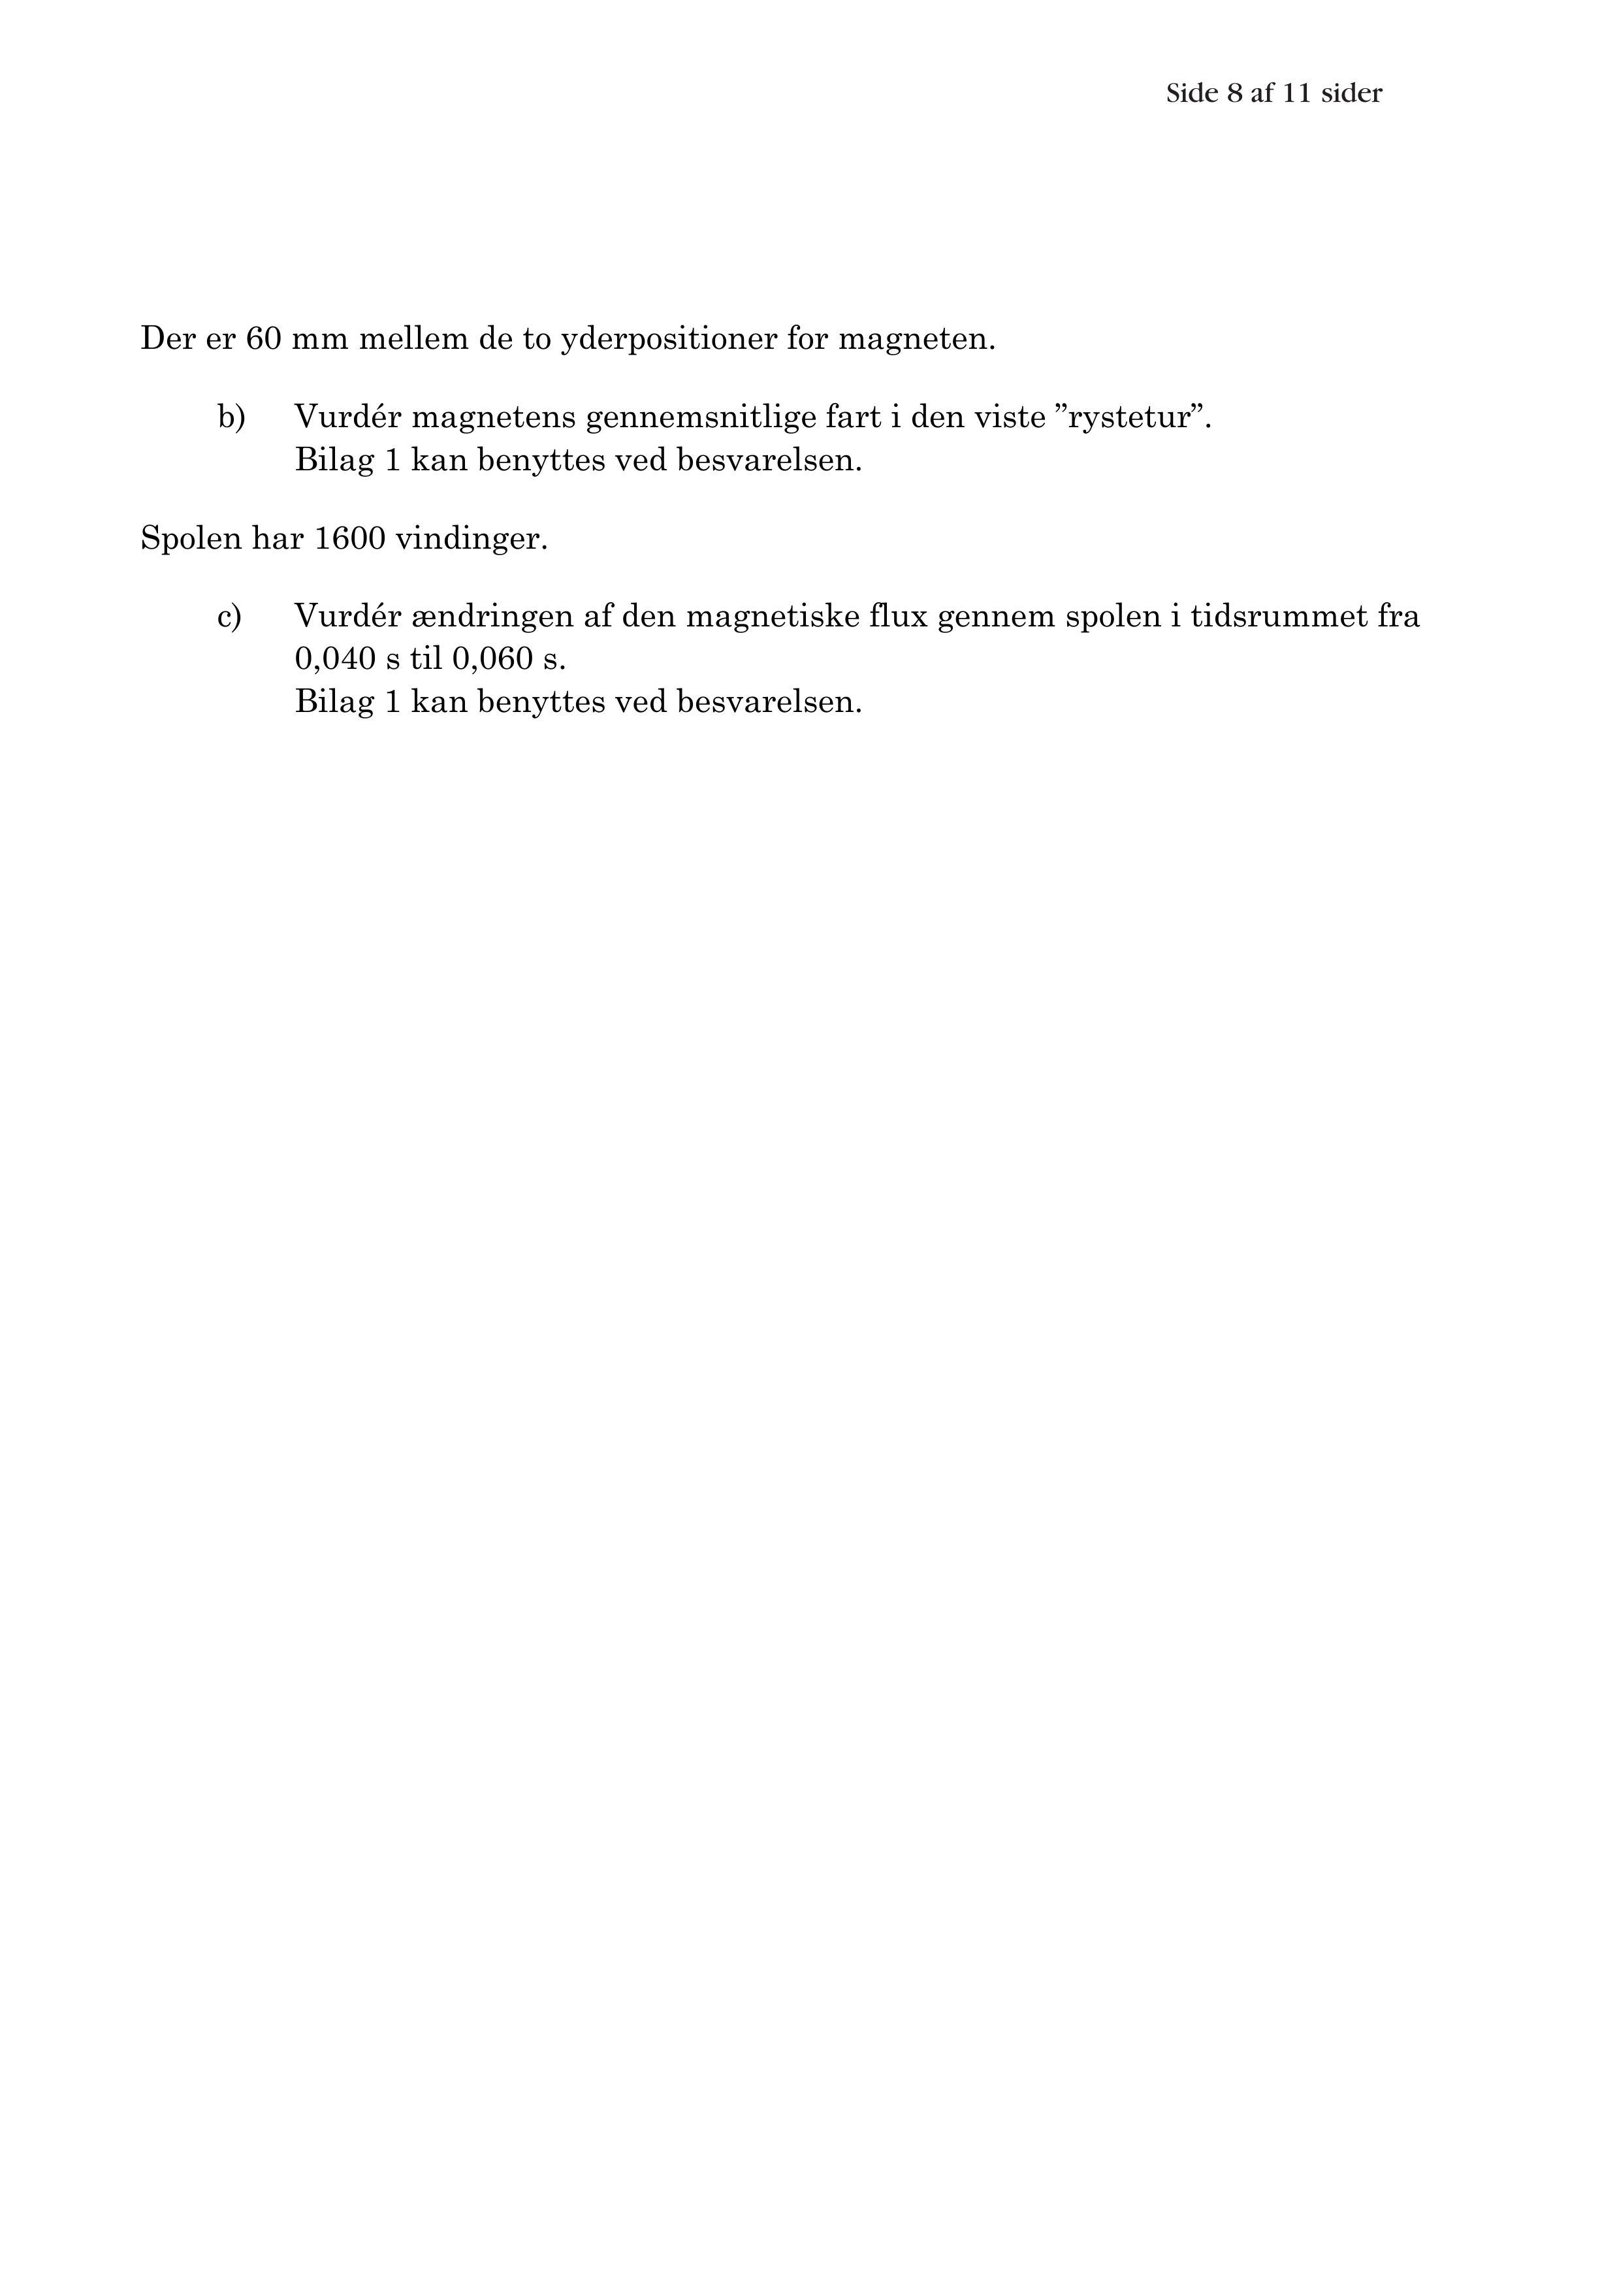 Side 8 af 11 sider
Der er 60 mm mellem de to yderpositioner for magneten.
b) Vurdér magnetens gennemsnitlige fart i den viste ”rystetur”.
Bilag 1 kan benyttes ved besvarelsen.
Spolen har 1600 vindinger.
c) Vurdér ændringen af den magnetiske flux gennem spolen i tidsrummet fra
0,040 s til 0,060 s.
Bilag 1 kan benyttes ved besvarelsen.